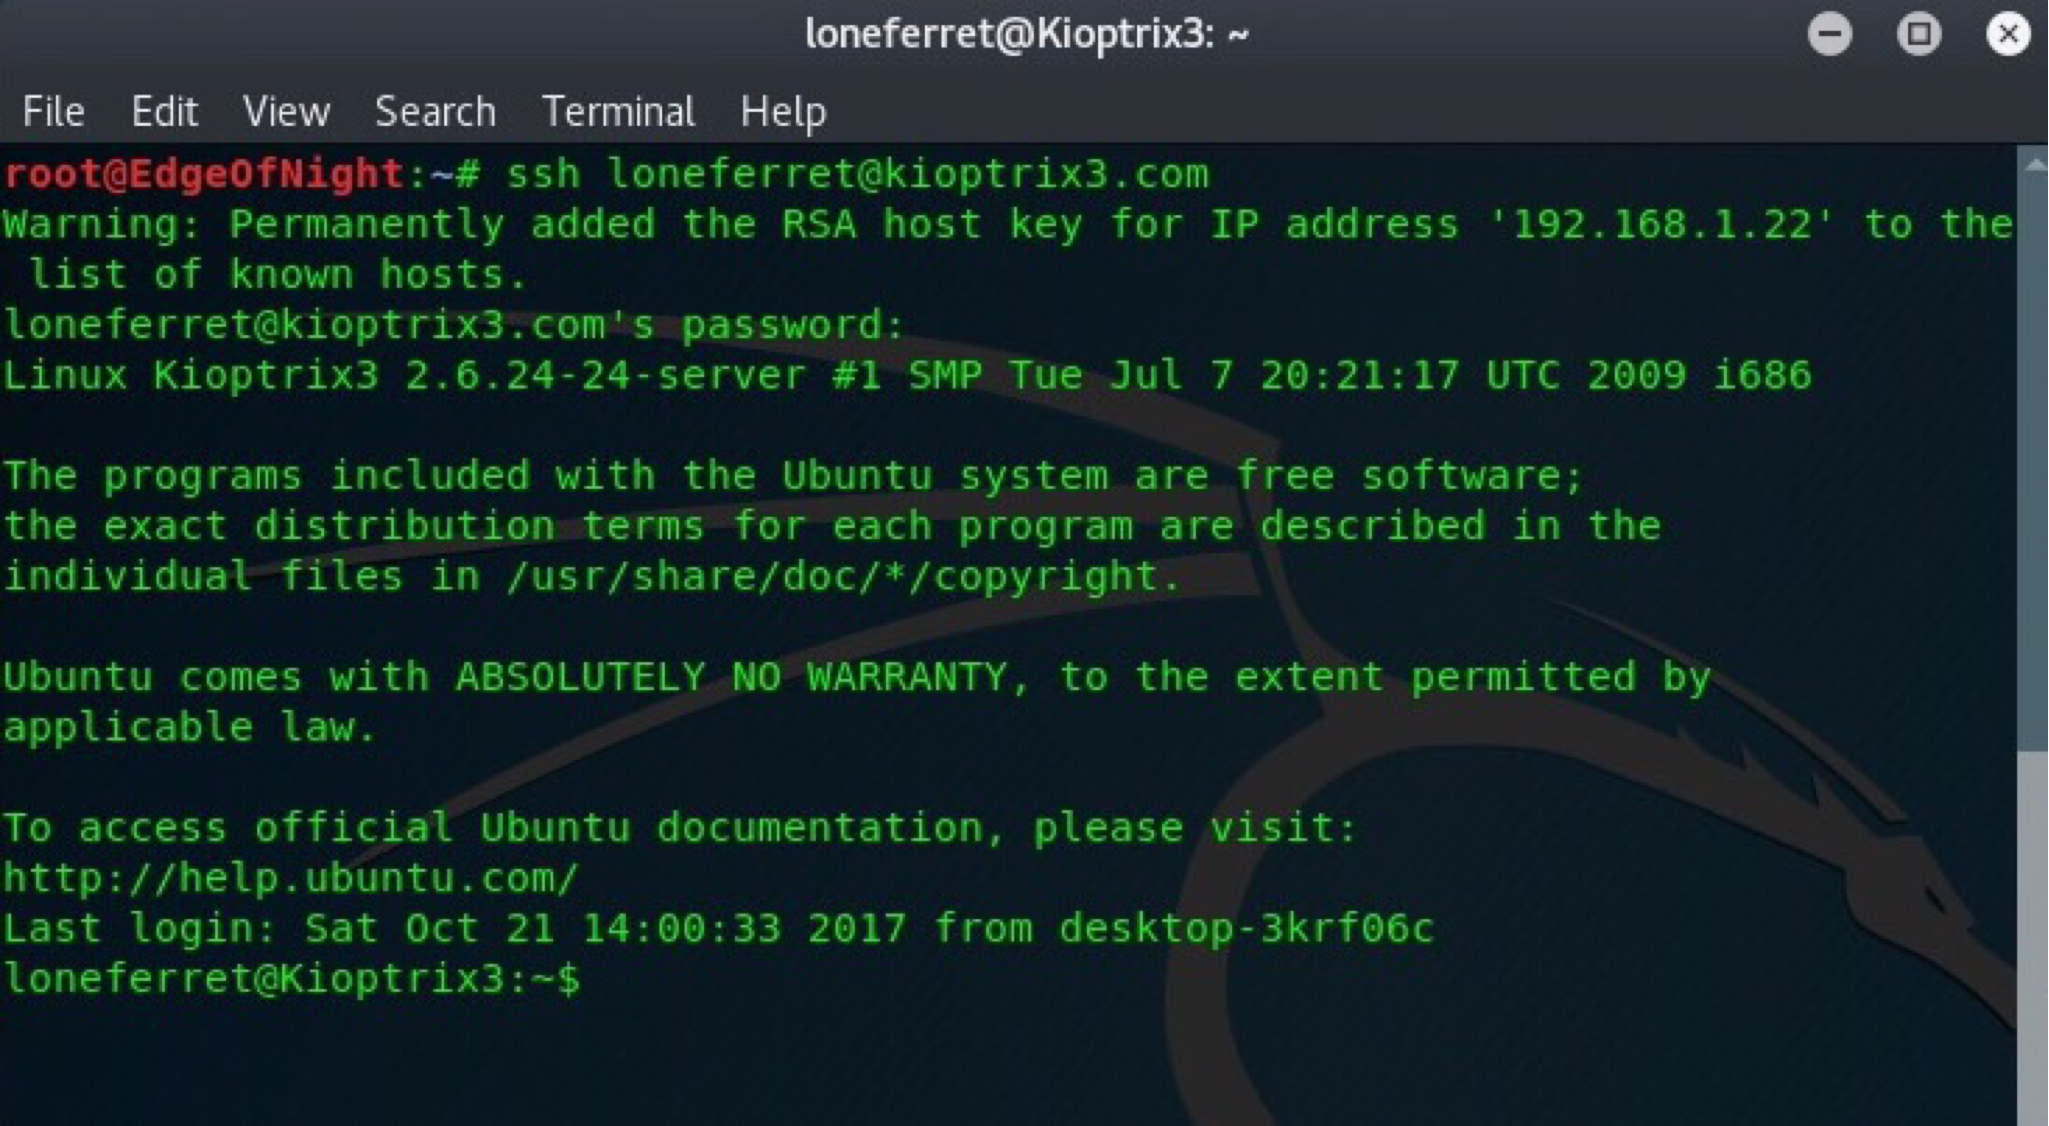 loneferret@Kioptrix3: ~
File Edit View Search Terminal Help
root@EdgeOfNight:~# ssh loneferret@kioptrix3.com
Warning: Permanently added the RSA host key for IP address '192.168.1.22' to the
 list of known hosts.
loneferret@kioptrix3.com's password:
Linux Kioptrix3 2.6.24-24-server #1 SMP Tue Jul 7 20:21:17 UTC 2009 i686
The programs included with the Ubuntu system are free software;
the exact distribution terms for each program are described in the
individual files in /usr/share/doc/*/copyright.
Ubuntu comes with ABSOLUTELY NO WARRANTY, to the extent permitted by
applicable law.
To access official Ubuntu documentation, please visit:
http://help.ubuntu.com/
Last login: Sat Oct 21 14:00:33 2017 from desktop-3krf06c
loneferret@Kioptrix3:~$